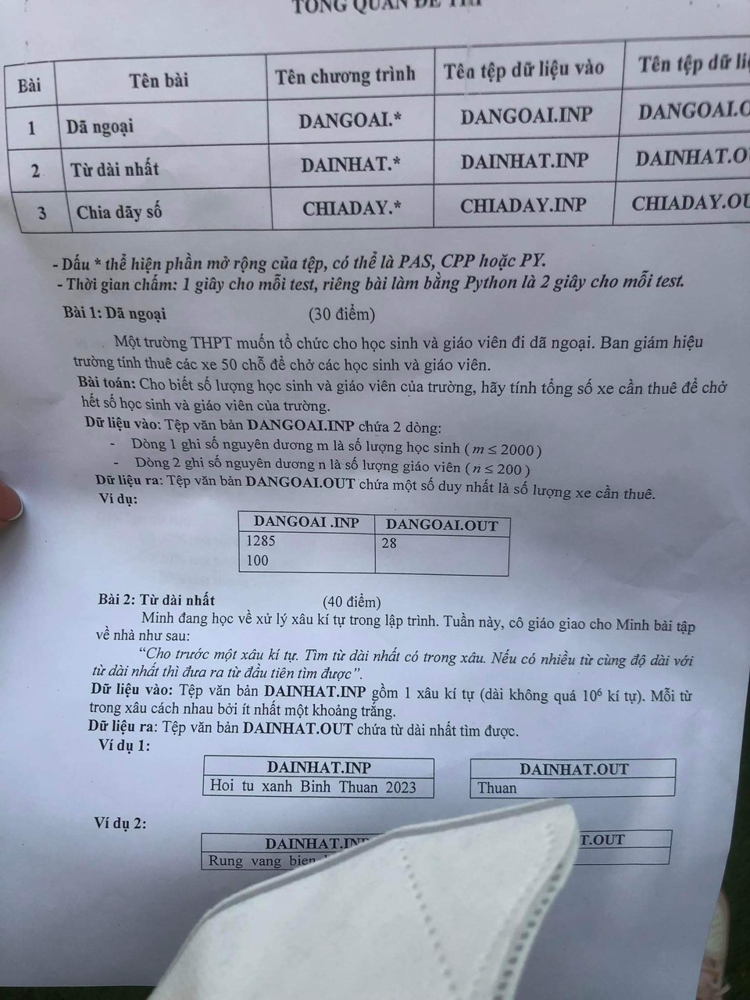 TỔNG QUAN ĐỀ THI
Bài Tên bài Tên chương trình Tên tệp dữ liệu vào Tên tệp dữ
1 Dã ngoại DANGOAI.* DANGOAI.INP DANGOAI.O
2 Từ dài nhất DAINHAT.* DAINHAT.INP DAINHAT.O
3 Chia dãy số CHIADAY.* CHIADAY.INP CHIADAY.OU
- Dấu * thể hiện phần mở rộng của tệp, có thể là PAS, CPP hoặc PY.
- Thời gian chấm: 1 giây cho mỗi test, riêng bài làm bằng Python là 2 giây cho mỗi test.
Bài 1: Dã ngoại (30 điểm)
Một trường THPT muốn tổ chức cho học sinh và giáo viên đi dã ngoại. Ban giám hiệu
trường tính thuê các xe 50 chỗ để chở các học sinh và giáo viên.
Bài toán: Cho biết số lượng học sinh và giáo viên của trường, hãy tính tổng số xe cần thuê để chở
hết số học sinh và giáo viên của trường.
Dữ liệu vào: Tệp văn bản DANGOAI.INP chứa 2 dòng:
- Dòng 1 ghi số nguyên dương m là số lượng học sinh ( m ≤ 2000 )
- Dòng 2 ghi số nguyên dương n là số lượng giáo viên ( n ≤ 200 )
Dữ liệu ra: Tệp văn bản DANGOAI.OUT chứa một số duy nhất là số lượng xe cần thuê.
Ví dụ:
DANGOAI .INP DANGOAI.OUT
1285 28
100
Bài 2: Từ dài nhất (40 điểm)
Minh đang học về xử lý xâu kí tự trong lập trình. Tuần này, cô giáo giao cho Minh bài tập
về nhà như sau:
“Cho trước một xâu kí tự. Tìm từ dài nhất có trong xâu. Nếu có nhiều từ cùng độ dài với
từ dài nhất thì đưa ra từ đầu tiên tìm được”.
Dữ liệu vào: Tệp văn bản DAINHAT.INP gồm 1 xâu kí tự (dài không quá 10⁶ kí tự). Mỗi từ
trong xâu cách nhau bởi ít nhất một khoảng trắng.
Dữ liệu ra: Tệp văn bản DAINHAT.OUT chứa từ dài nhất tìm được.
Ví dụ 1:
DAINHAT.INP DAINHAT.OUT
Hoi tu xanh Binh Thuan 2023 Thuan
Ví dụ 2:
DAINHAT.INP T.OUT
Rung vang bien